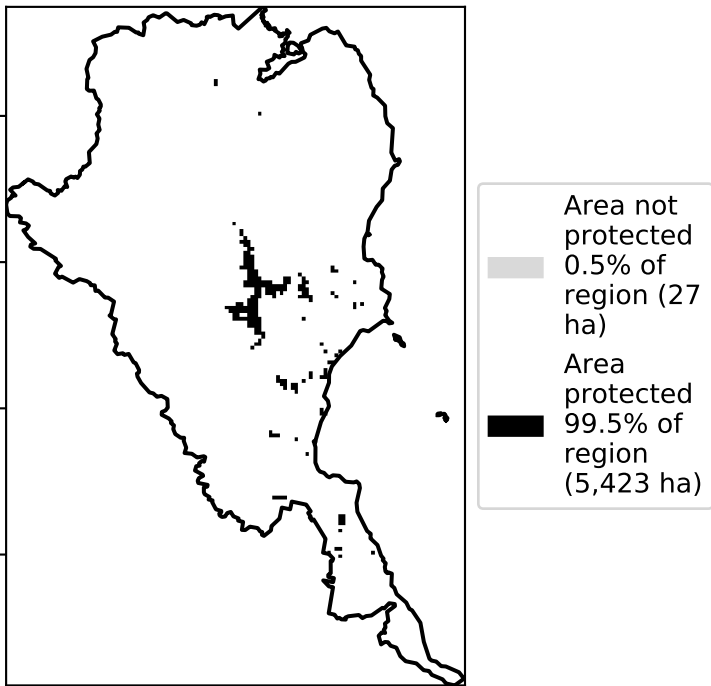 Area not
protected
0.5% of
region (27
ha)
Area
protected
99.5% of
region
(5,423 ha)